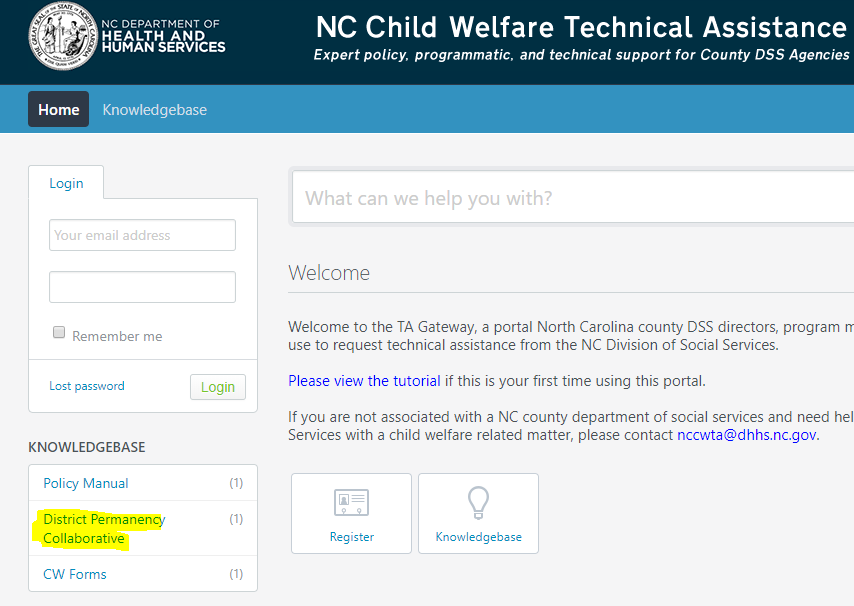 NC DEPARTMENT OF
HEALTH AND
HUMAN SERVICES
NC Child Welfare Technical Assistance
Expert policy, programmatic, and technical support for County DSS Agencies
Home
Knowledgebase
Login
Your email address
Remember me
Lost password
Login
KNOWLEDGEBASE
Policy Manual (1)
District Permanency (1)
Collaborative
CW Forms (1)
What can we help you with?
Welcome
Welcome to the TA Gateway, a portal North Carolina county DSS directors, program m
use to request technical assistance from the NC Division of Social Services.
Please view the tutorial if this is your first time using this portal.
If you are not associated with a NC county department of social services and need hel
Services with a child welfare related matter, please contact nccwta@dhhs.nc.gov.
Register
Knowledgebase